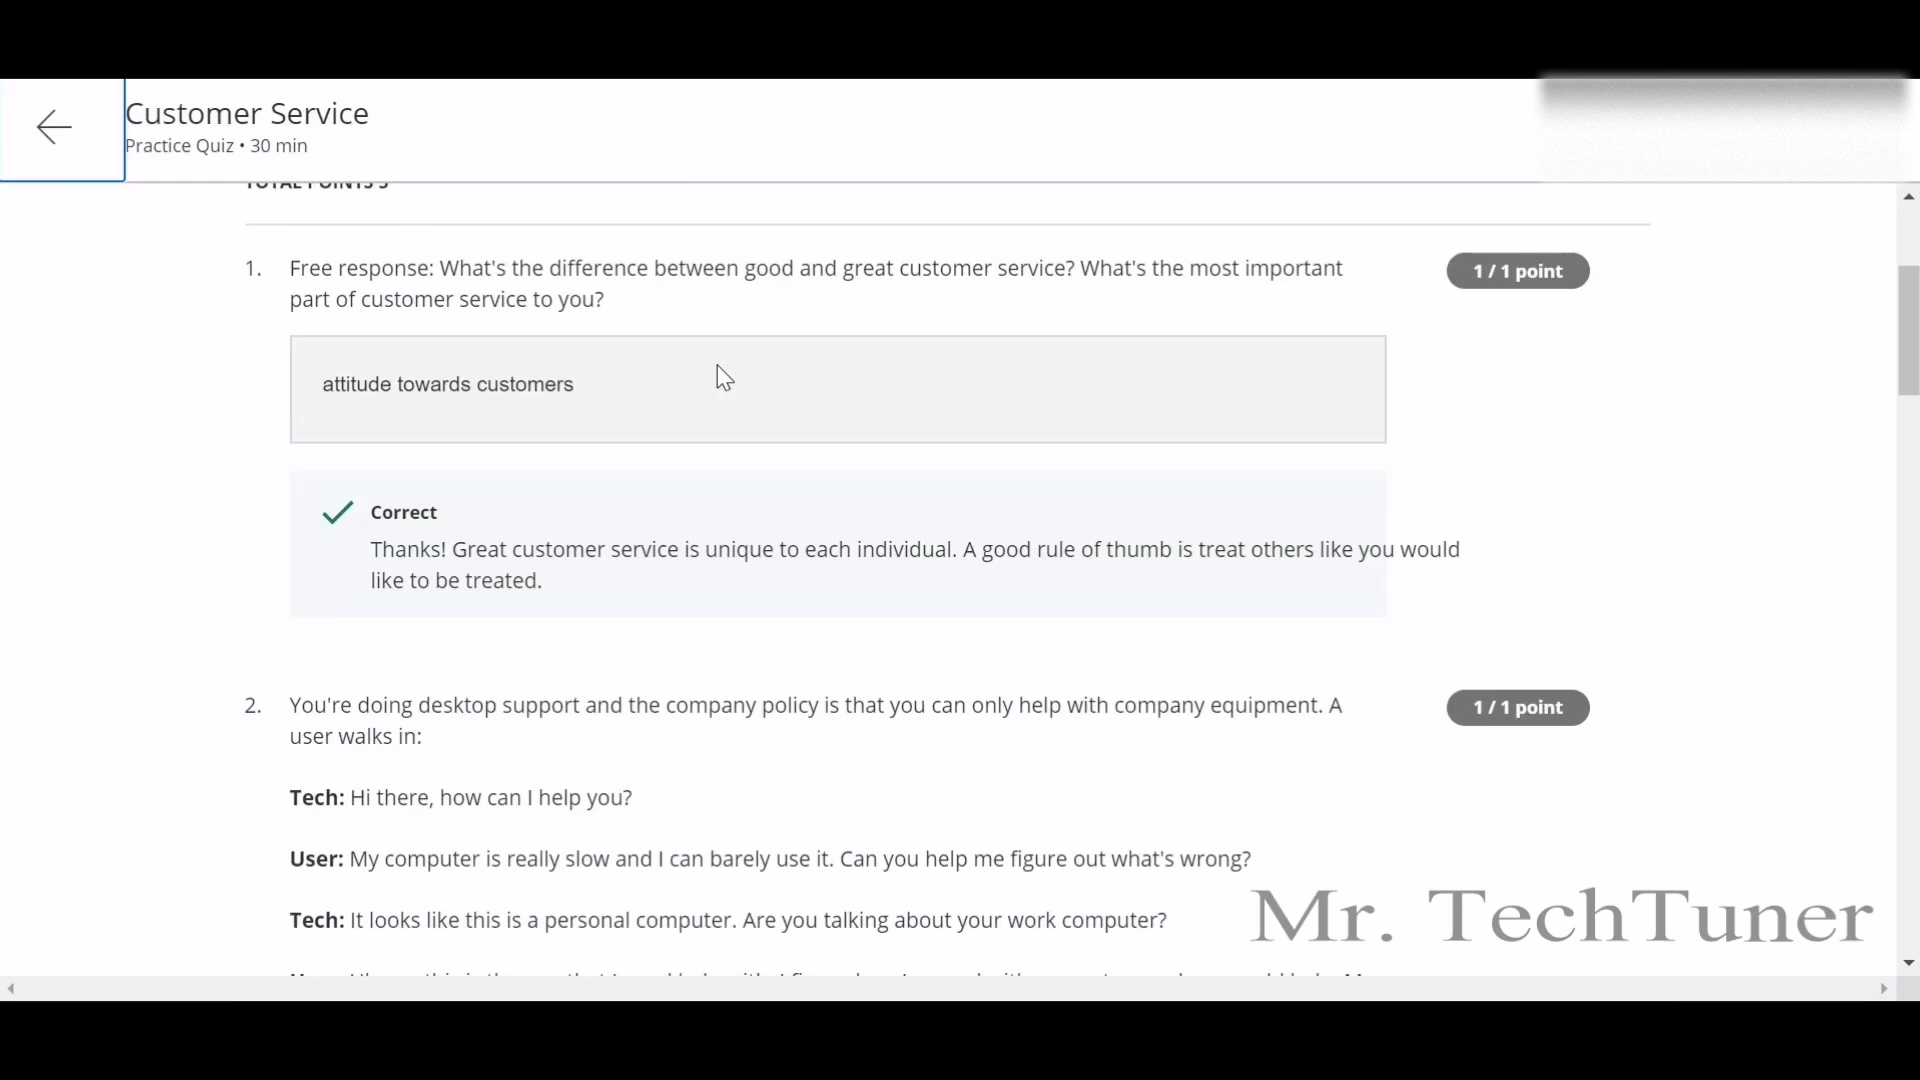 Customer Service
Practice Quiz • 30 min
TOTAL POINTS 5
1. Free response: What's the difference between good and great customer service? What's the most important
part of customer service to you?
1 / 1 point
attitude towards customers
Correct
Thanks! Great customer service is unique to each individual. A good rule of thumb is treat others like you would
like to be treated.
2. You're doing desktop support and the company policy is that you can only help with company equipment. A
user walks in:
1 / 1 point
Tech: Hi there, how can I help you?
User: My computer is really slow and I can barely use it. Can you help me figure out what's wrong?
Tech: It looks like this is a personal computer. Are you talking about your work computer?
Mr. TechTuner